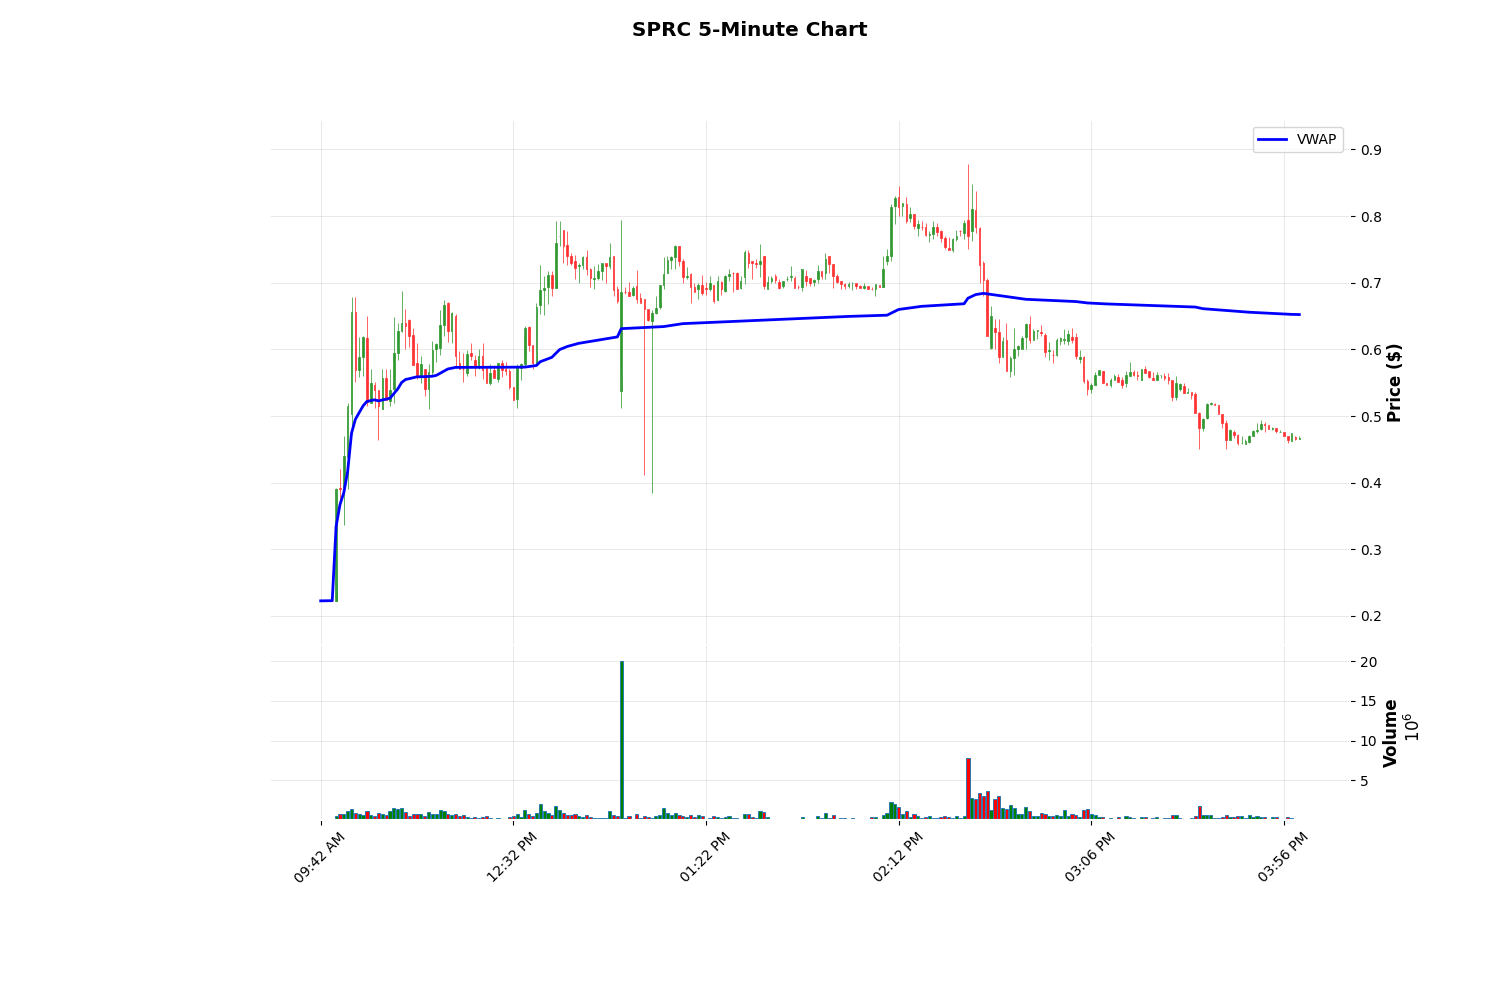 SPRC 5-Minute Chart
VWAP
0.9
0.8
0.7
0.6
0.5
0.4
0.3
0.2
Price ($)
20
15
10
5
Volume
10⁶
09:42 AM
12:32 PM
01:22 PM
02:12 PM
03:06 PM
03:56 PM